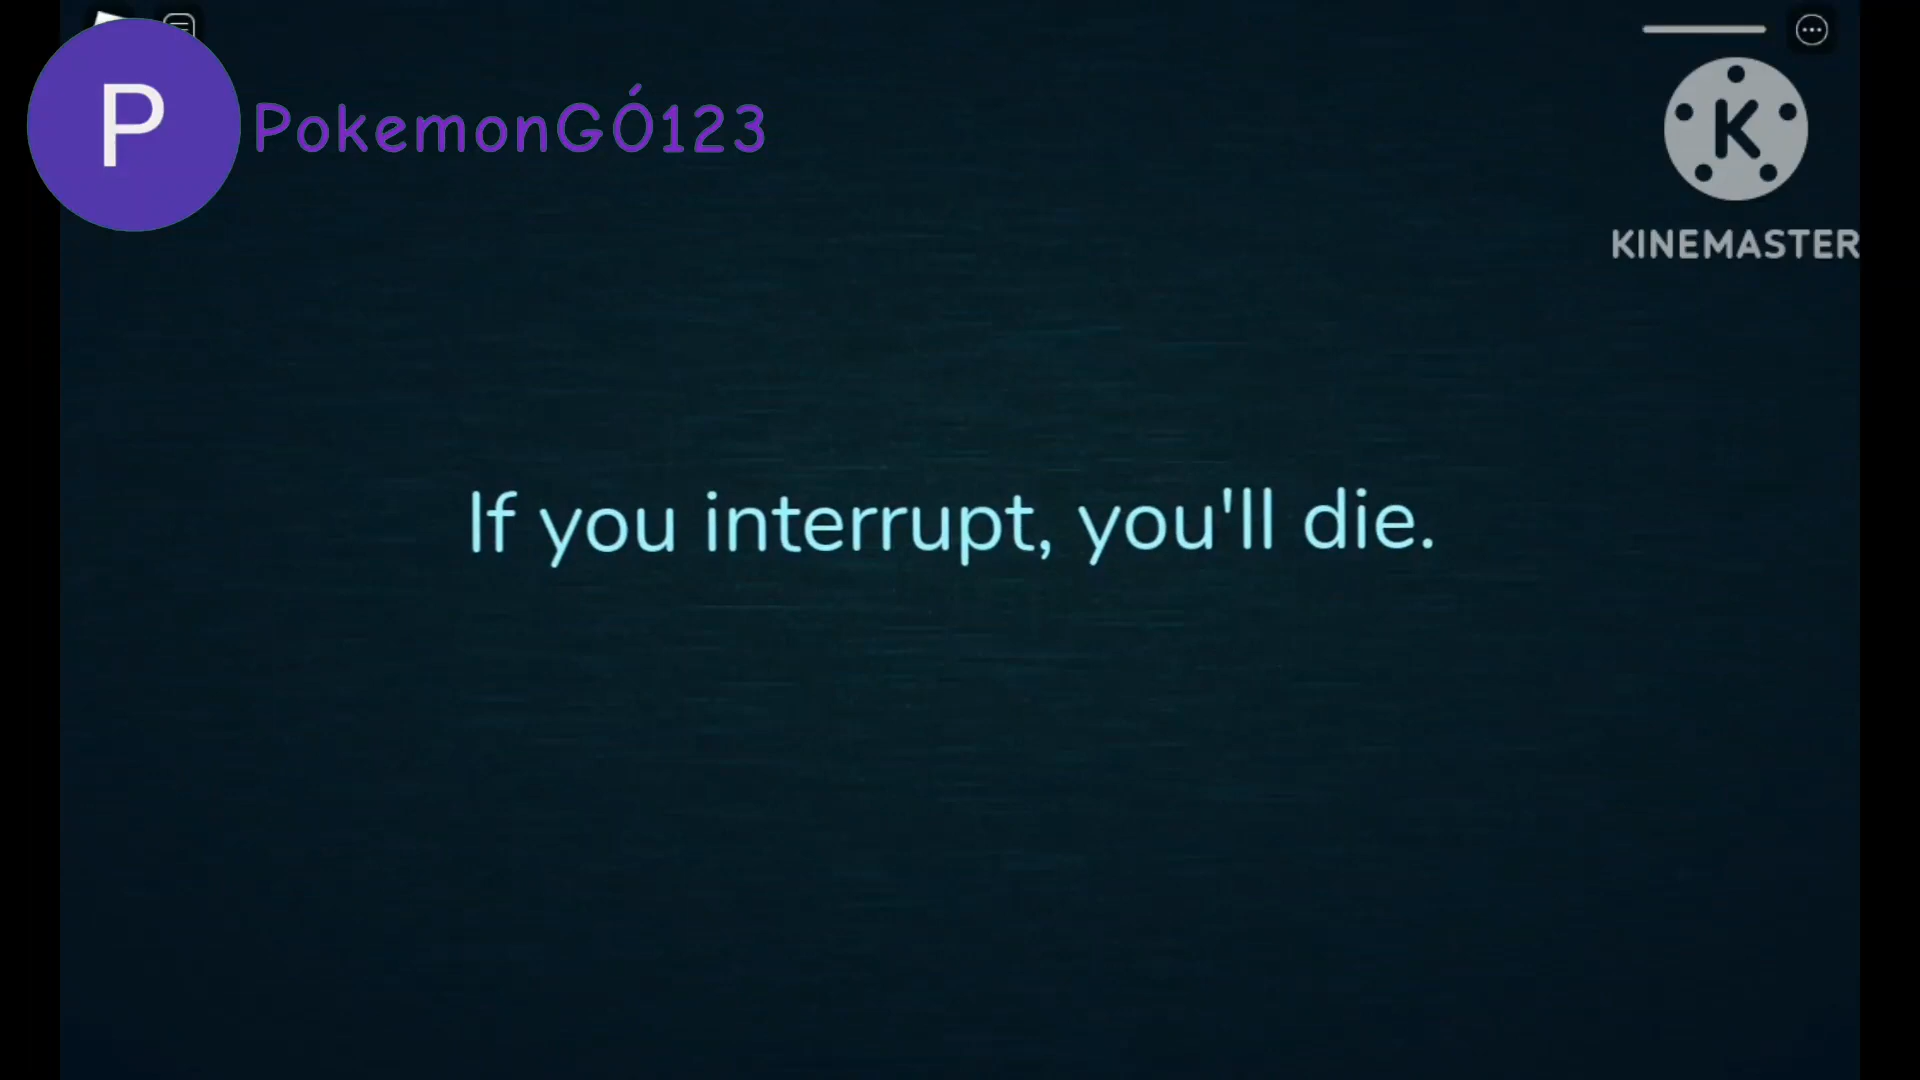 P
PokemonGÓ123
K
KINEMASTER
If you interrupt, you'll die.